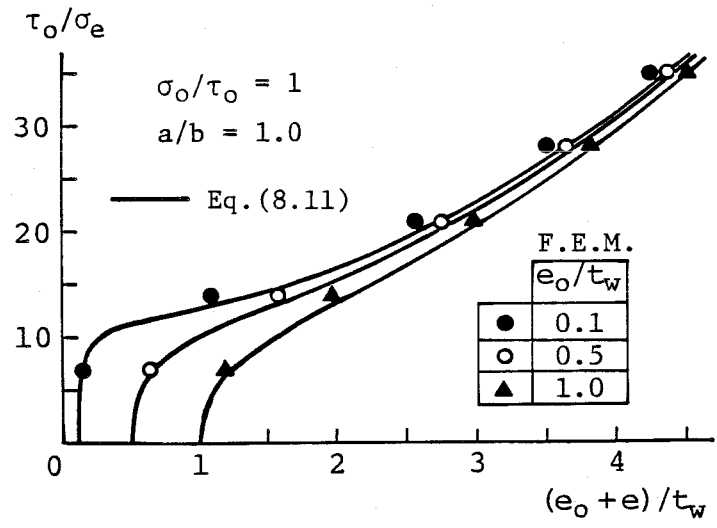 τo/σe
σo/τo = 1
a/b = 1.0
Eq.(8.11)
30
20
10
F.E.M.
eo/tw
● 0.1
○ 0.5
▲ 1.0
0 1 2 3 4
(eo+e)/tw